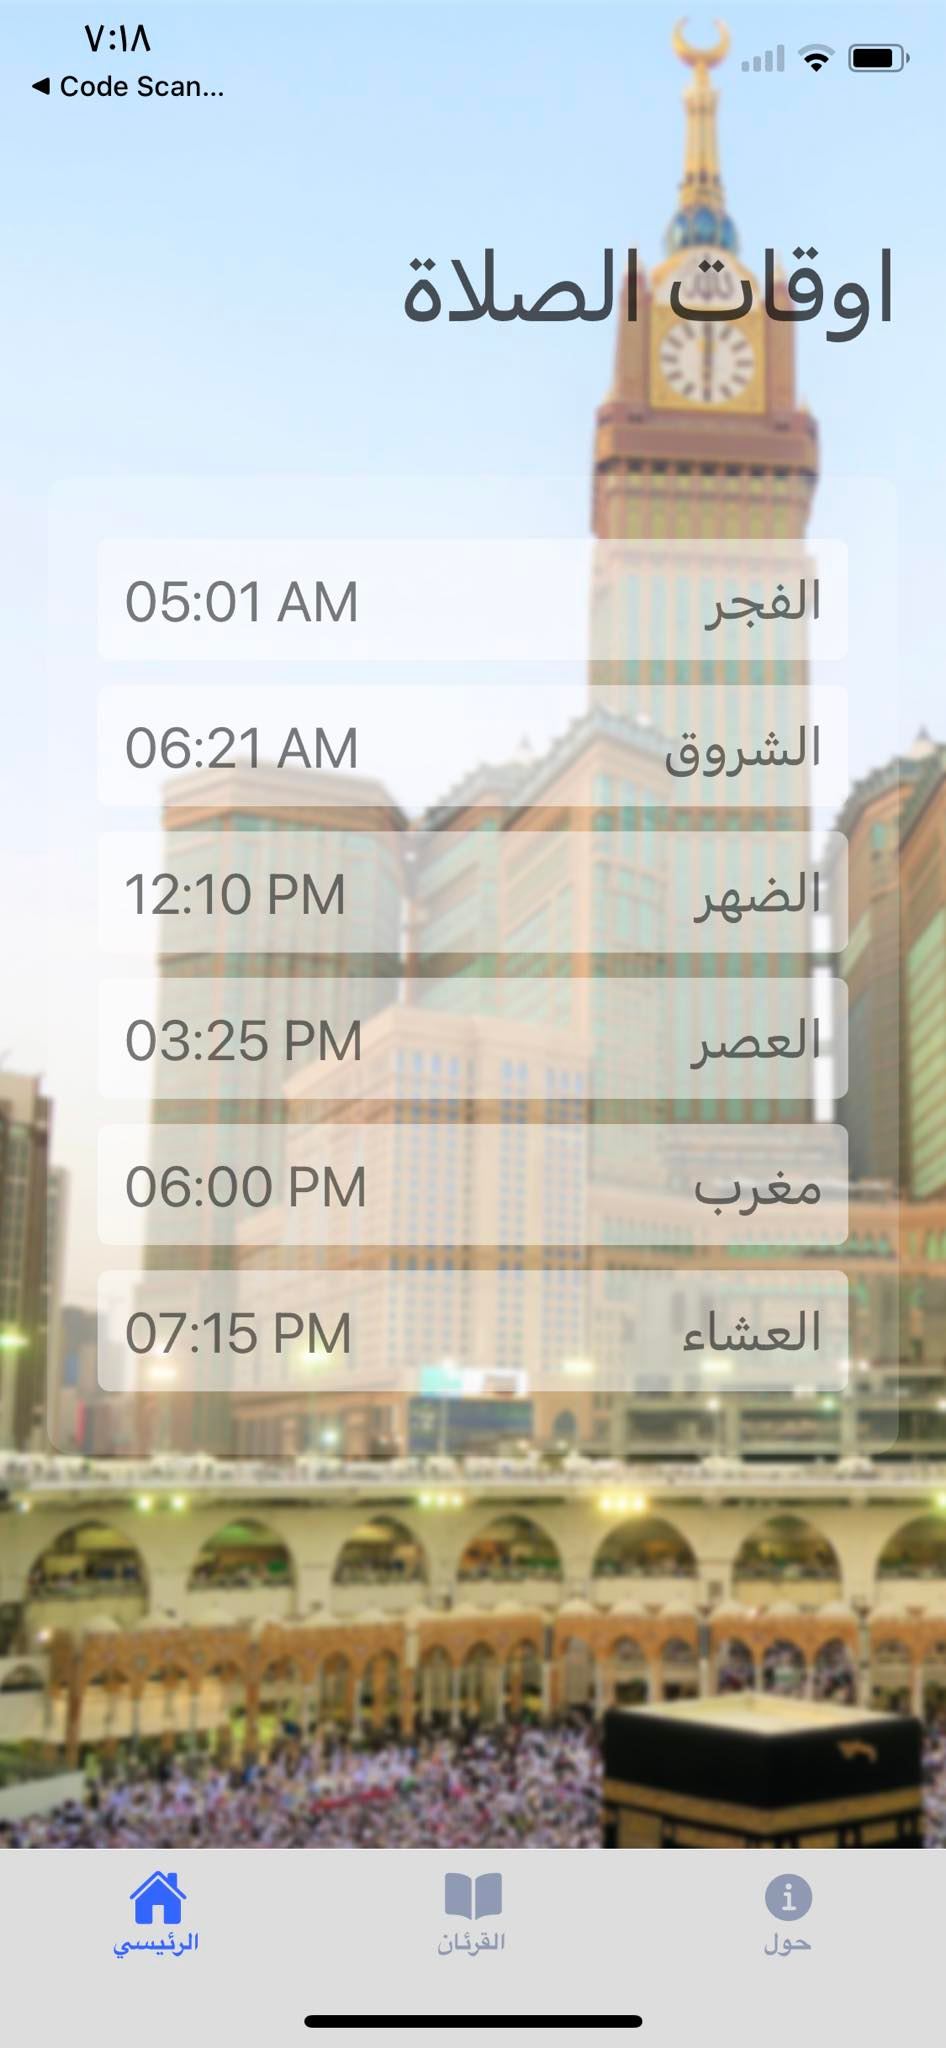 ٧:١٨
◀ Code Scan...
اوقات الصلاة
الفجر 05:01 AM
الشروق 06:21 AM
الضهر 12:10 PM
العصر 03:25 PM
مغرب 06:00 PM
العشاء 07:15 PM
حول القرئان الرئيسي